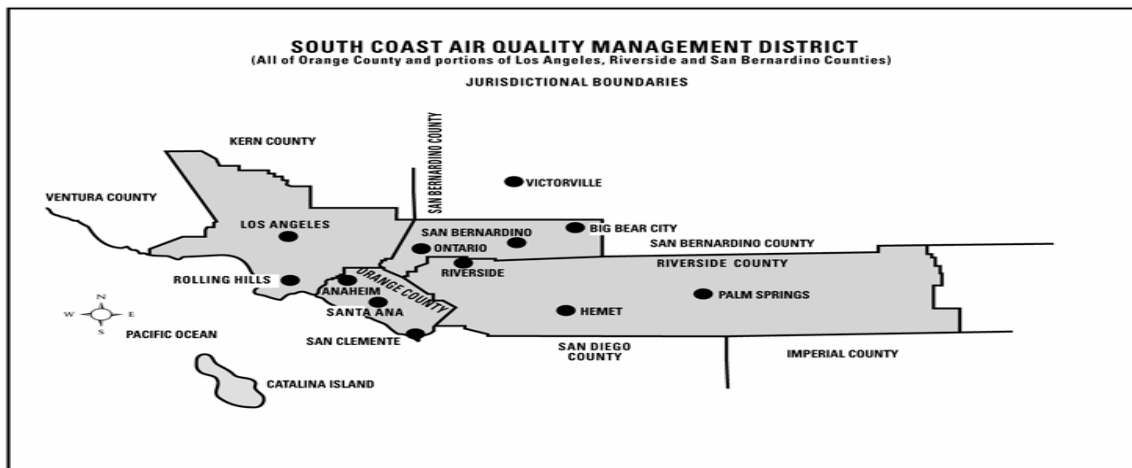 SOUTH COAST AIR QUALITY MANAGEMENT DISTRICT
(All of Orange County and portions of Los Angeles, Riverside and San Bernardino Counties)
JURISDICTIONAL BOUNDARIES
KERN COUNTY
SAN BERNARDINO COUNTY
VENTURA COUNTY
VICTORVILLE
LOS ANGELES
SAN BERNARDINO
BIG BEAR CITY
ONTARIO
SAN BERNARDINO COUNTY
RIVERSIDE
RIVERSIDE COUNTY
ROLLING HILLS
ORANGE COUNTY
ANAHEIM
PALM SPRINGS
SANTA ANA
HEMET
N
W E
S
PACIFIC OCEAN
SAN CLEMENTE
SAN DIEGO
COUNTY
IMPERIAL COUNTY
CATALINA ISLAND